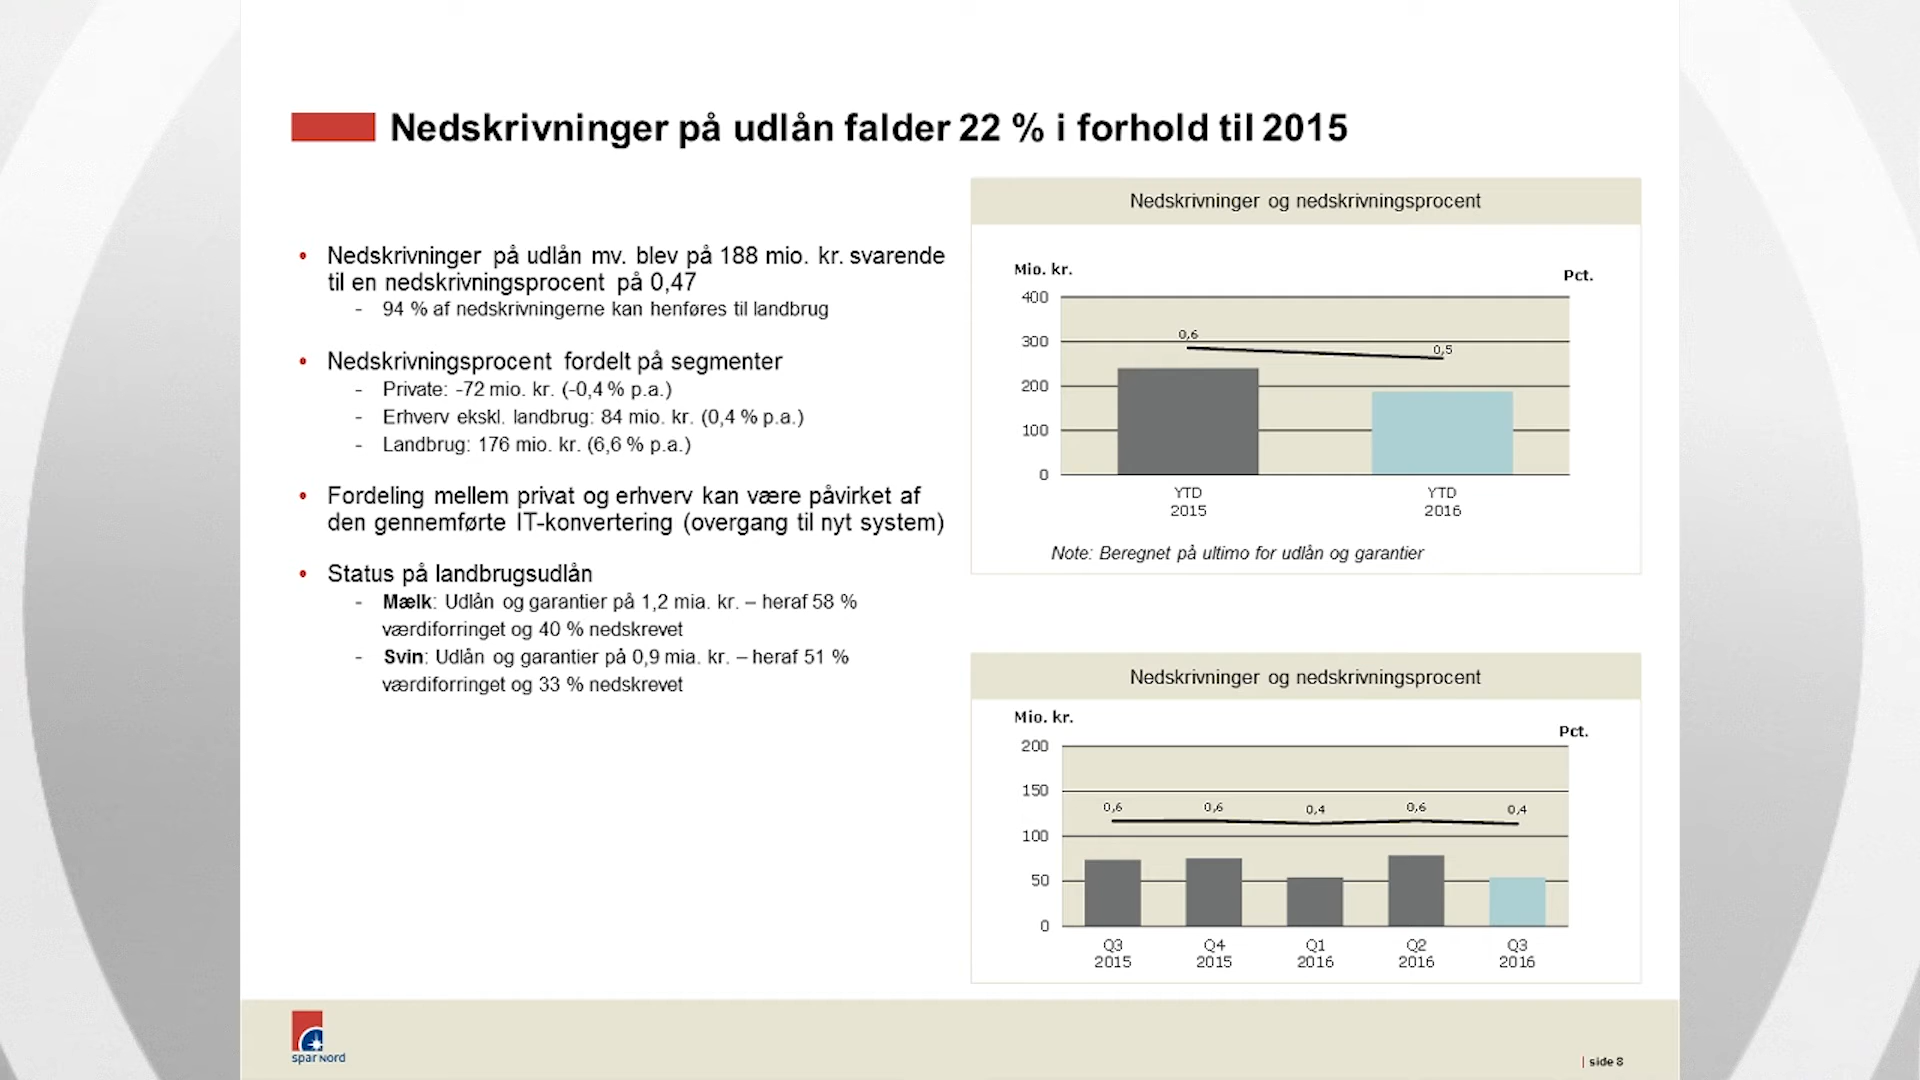 Nedskrivninger på udlån falder 22 % i forhold til 2015
• Nedskrivninger på udlån mv. blev på 188 mio. kr. svarende
til en nedskrivningsprocent på 0,47
- 94 % af nedskrivningerne kan henføres til landbrug
• Nedskrivningsprocent fordelt på segmenter
- Private: -72 mio. kr. (-0,4 % p.a.)
- Erhverv ekskl. landbrug: 84 mio. kr. (0,4 % p.a.)
- Landbrug: 176 mio. kr. (6,6 % p.a.)
• Fordeling mellem privat og erhverv kan være påvirket af
den gennemførte IT-konvertering (overgang til nyt system)
• Status på landbrugsudlån
- Mælk: Udlån og garantier på 1,2 mia. kr. – heraf 58 %
værdiforringet og 40 % nedskrevet
- Svin: Udlån og garantier på 0,9 mia. kr. – heraf 51 %
værdiforringet og 33 % nedskrevet
Nedskrivninger og nedskrivningsprocent
Mio. kr.
Pct.
400
300
200
100
0
0,6
0,5
YTD
2015
YTD
2016
Note: Beregnet på ultimo for udlån og garantier
Nedskrivninger og nedskrivningsprocent
Mio. kr.
Pct.
200
150
100
50
0
0,6
0,6
0,4
0,6
0,4
Q3
2015
Q4
2015
Q1
2016
Q2
2016
Q3
2016
spar nord
| side 8